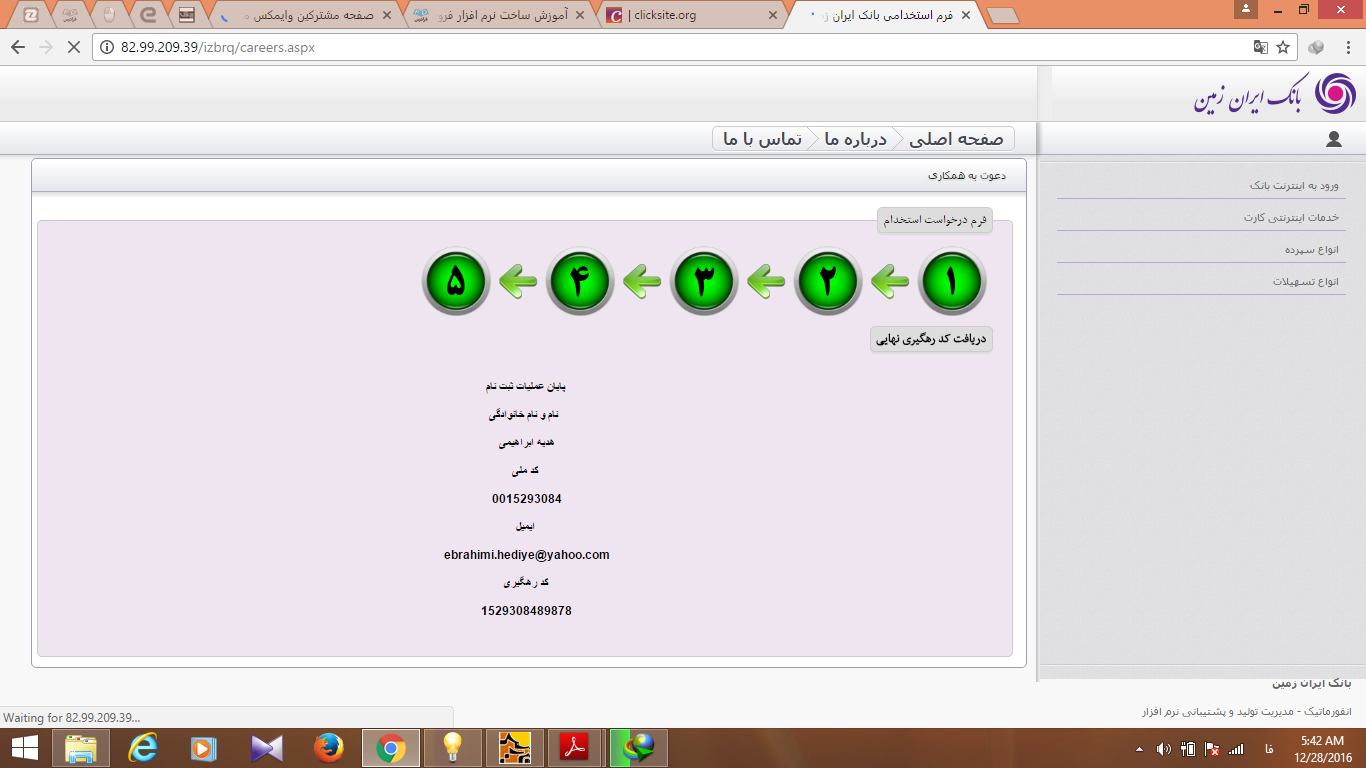 صفحه مشترکین وایمکس
آموزش ساخت نرم افزار فرو
| clicksite.org
فرم استخدامی بانک ایران ز
82.99.209.39/izbrq/careers.aspx
بانک ایران زمین
صفحه اصلی
درباره ما
تماس با ما
دعوت به همکاری
ورود به اینترنت بانک
خدمات اینترنتی کارت
انواع سپرده
انواع تسهیلات
فرم درخواست استخدام
۱
۲
۳
۴
۵
دریافت کد رهگیری نهایی
پایان عملیات ثبت نام
نام و نام خانوادگی
هدیه ابراهیمی
کد ملی
0015293084
ایمیل
ebrahimi.hediye@yahoo.com
کد رهگیری
1529308489878
بانک ایران زمین
انفورماتیک - مدیریت تولید و پشتیبانی نرم افزار
Waiting for 82.99.209.39...
فا
5:42 AM
12/28/2016